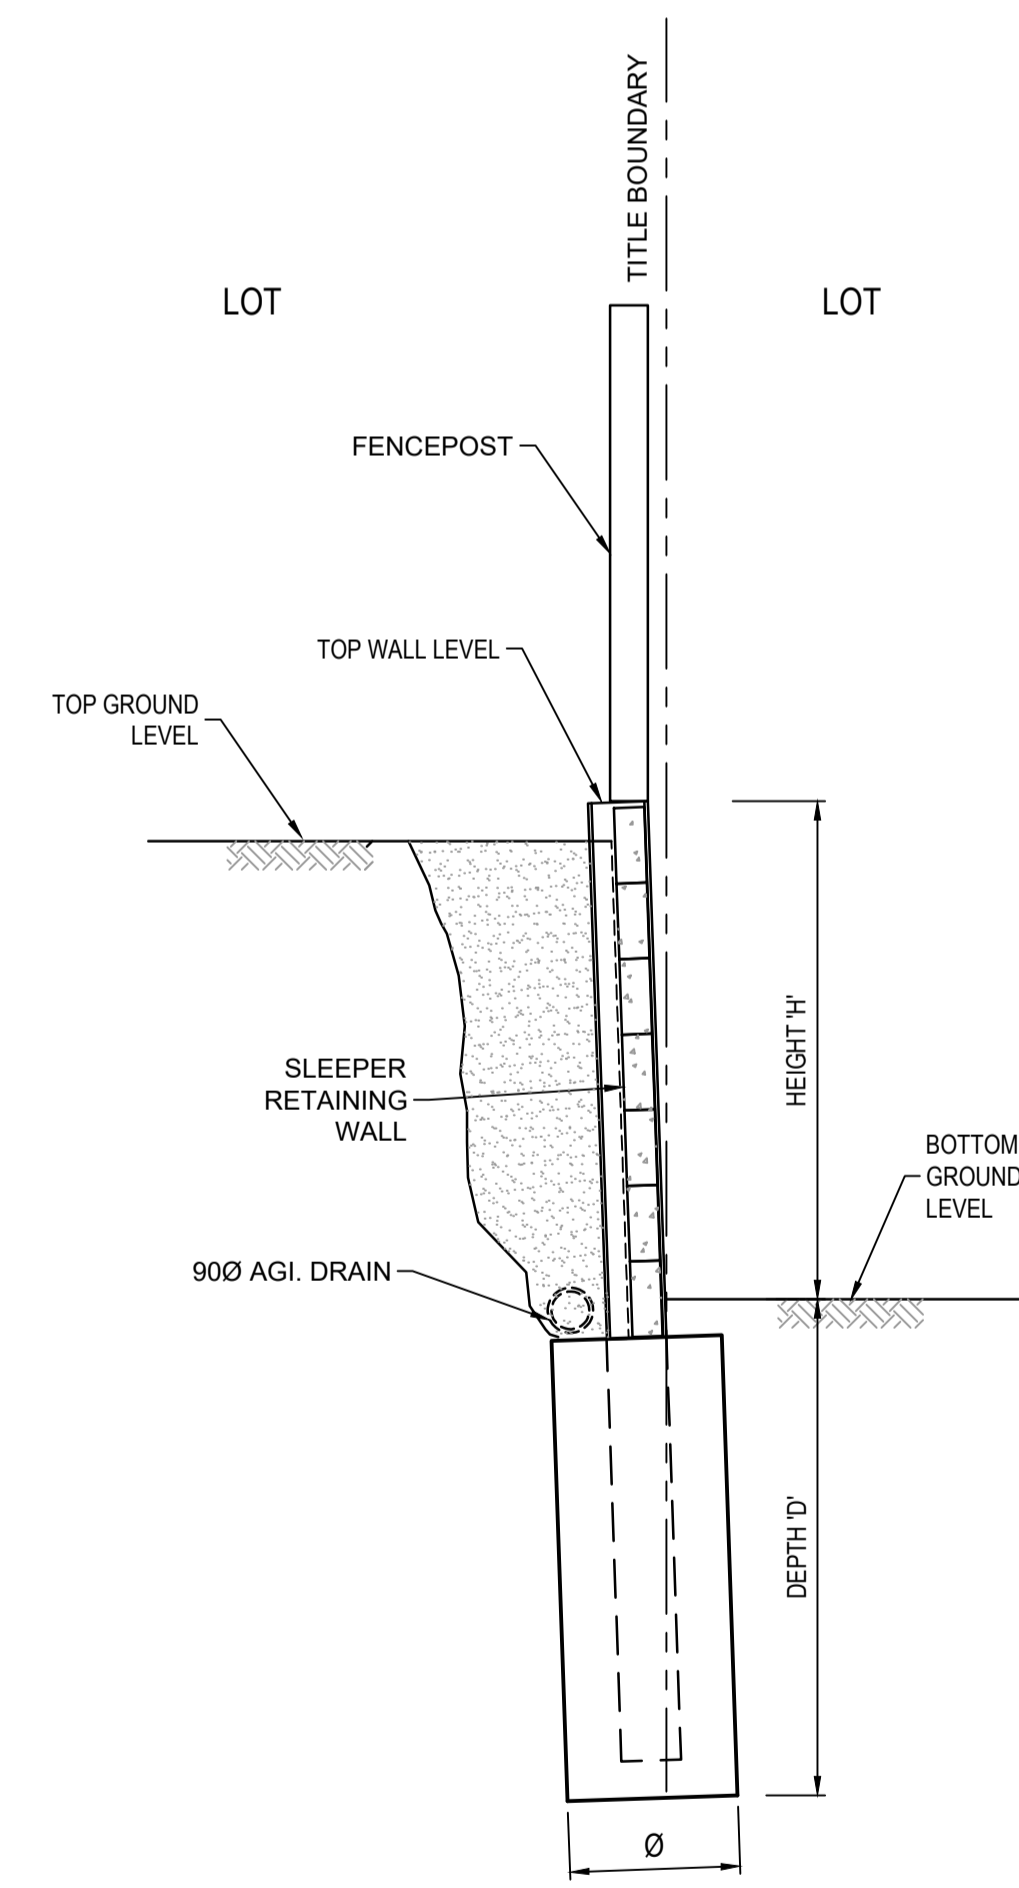 TITLE BOUNDARY
LOT
LOT
FENCEPOST
TOP WALL LEVEL
TOP GROUND
LEVEL
SLEEPER
RETAINING
WALL
HEIGHT 'H'
BOTTOM
GROUND
LEVEL
90Ø AGI. DRAIN
DEPTH 'D'
Ø